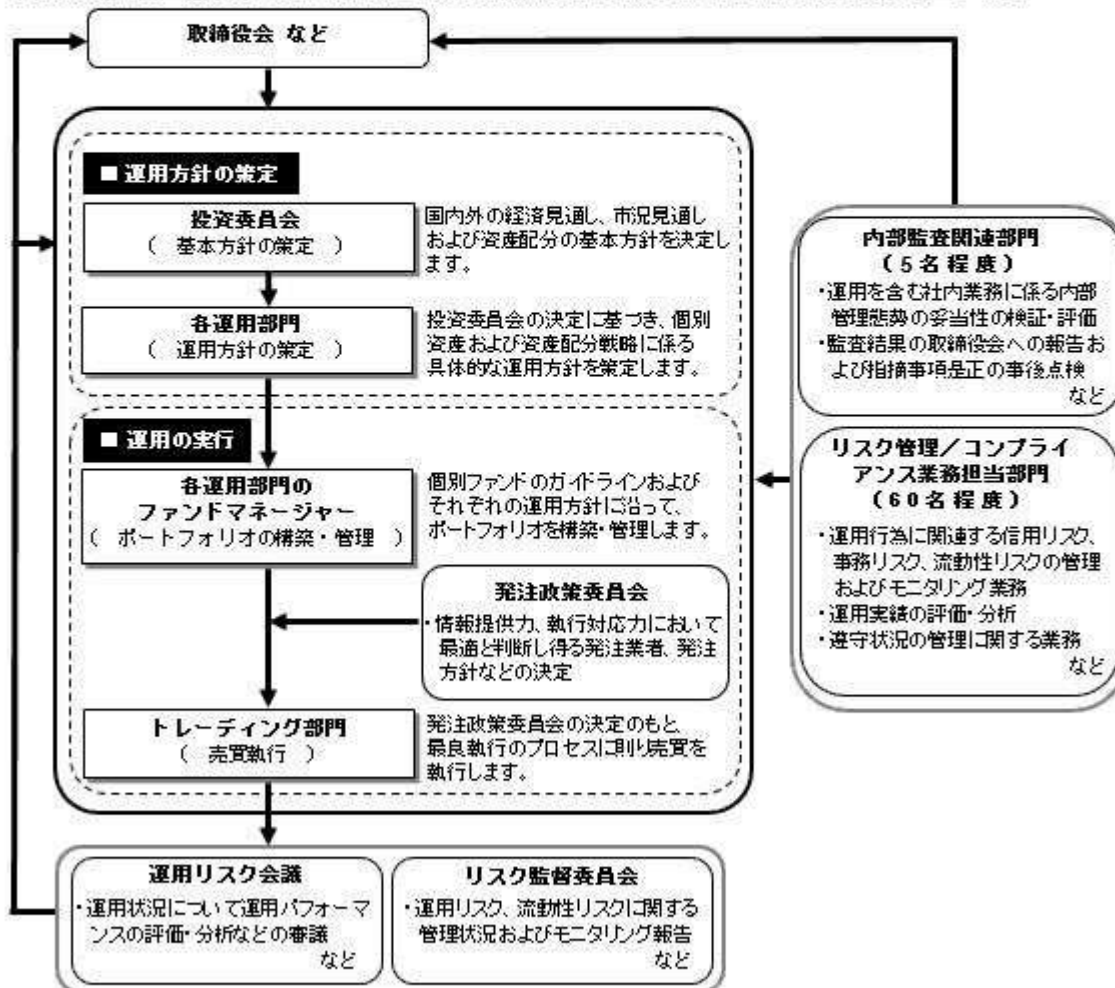 取締役会 など
■ 運用方針の策定
投資委員会
( 基本方針の策定 )
国内外の経済見通し、市況見通し
および資産配分の基本方針を決定し
ます。
各運用部門
( 運用方針の策定 )
投資委員会の決定に基づき、個別
資産および資産配分戦略に係る
具体的な運用方針を策定します。
■ 運用の実行
各運用部門の
ファンドマネージャー
( ポートフォリオの構築・管理 )
個別ファンドのガイドラインおよび
それぞれの運用方針に沿って、
ポートフォリオを構築・管理します。
発注政策委員会
・情報提供力、執行対応力において
最適と判断し得る発注業者、発注
方針などの決定
トレーディング部門
( 売買執行 )
発注政策委員会の決定のもと、
最良執行のプロセスに則り売買を
執行します。
内部監査関連部門
(5名程度)
・運用を含む社内業務に係る内部
管理態勢の妥当性の検証・評価
・監査結果の取締役会への報告お
よび指摘事項是正の事後点検
など
リスク管理/コンプライ
アンス業務担当部門
(60名程度)
・運用行為に関連する信用リスク、
事務リスク、流動性リスクの管理
およびモニタリング業務
・運用実績の評価・分析
・遵守状況の管理に関する業務
など
運用リスク会議
・運用状況について運用パフォーマ
ンスの評価・分析などの審議
など
リスク監督委員会
・運用リスク、流動性リスクに関する
管理状況およびモニタリング報告
など